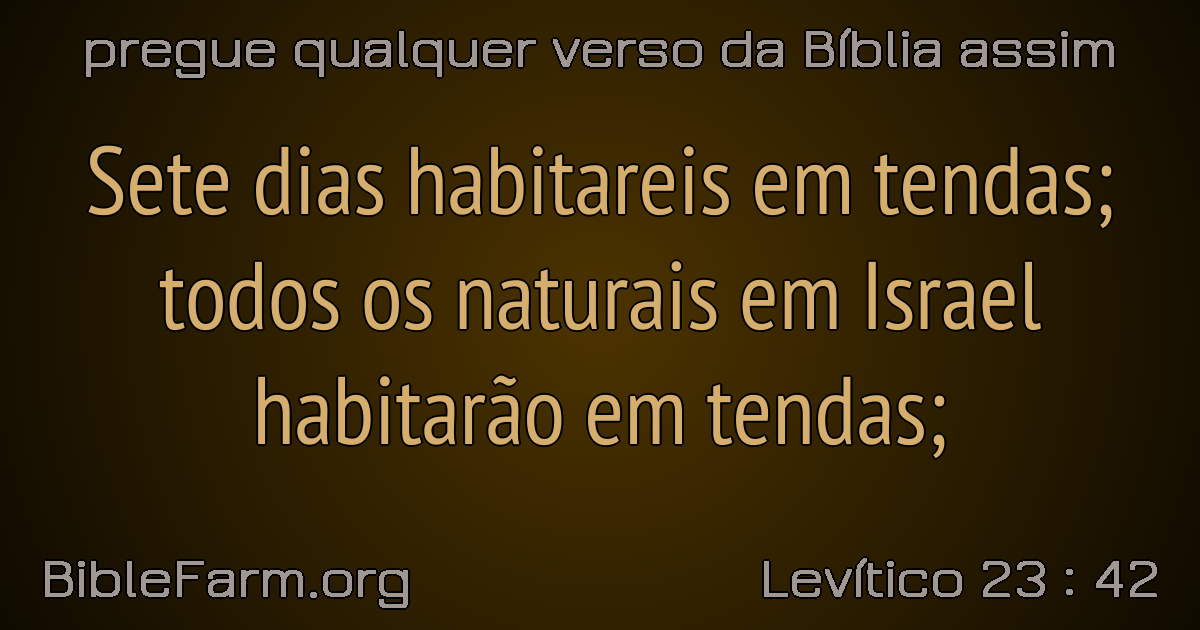 pregue qualquer verso da Bíblia assim
Sete dias habitareis em tendas;
todos os naturais em Israel
habitarão em tendas;
BibleFarm.org
Levítico 23 : 42